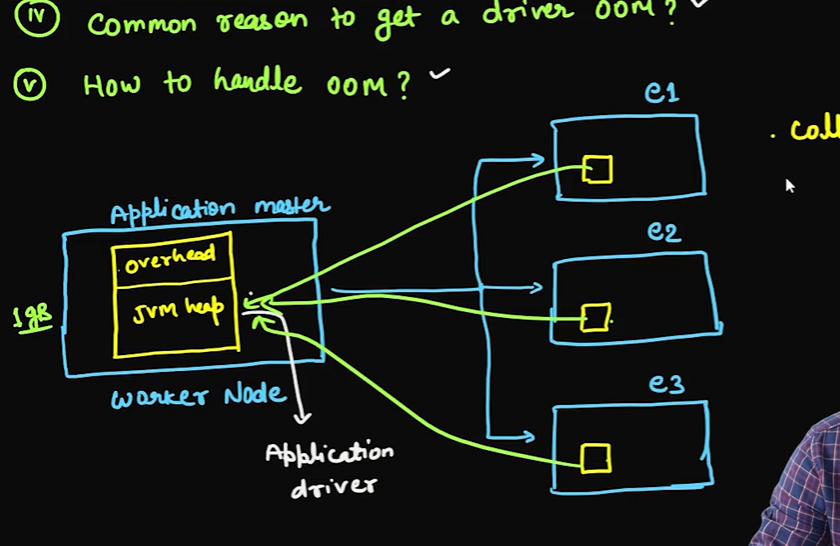 iv Common reason to get a driver OOM?
v How to handle OOM?
e1
. coll
Application master
e2
overhead
JVM heap
1gB
e3
Worker Node
Application
driver